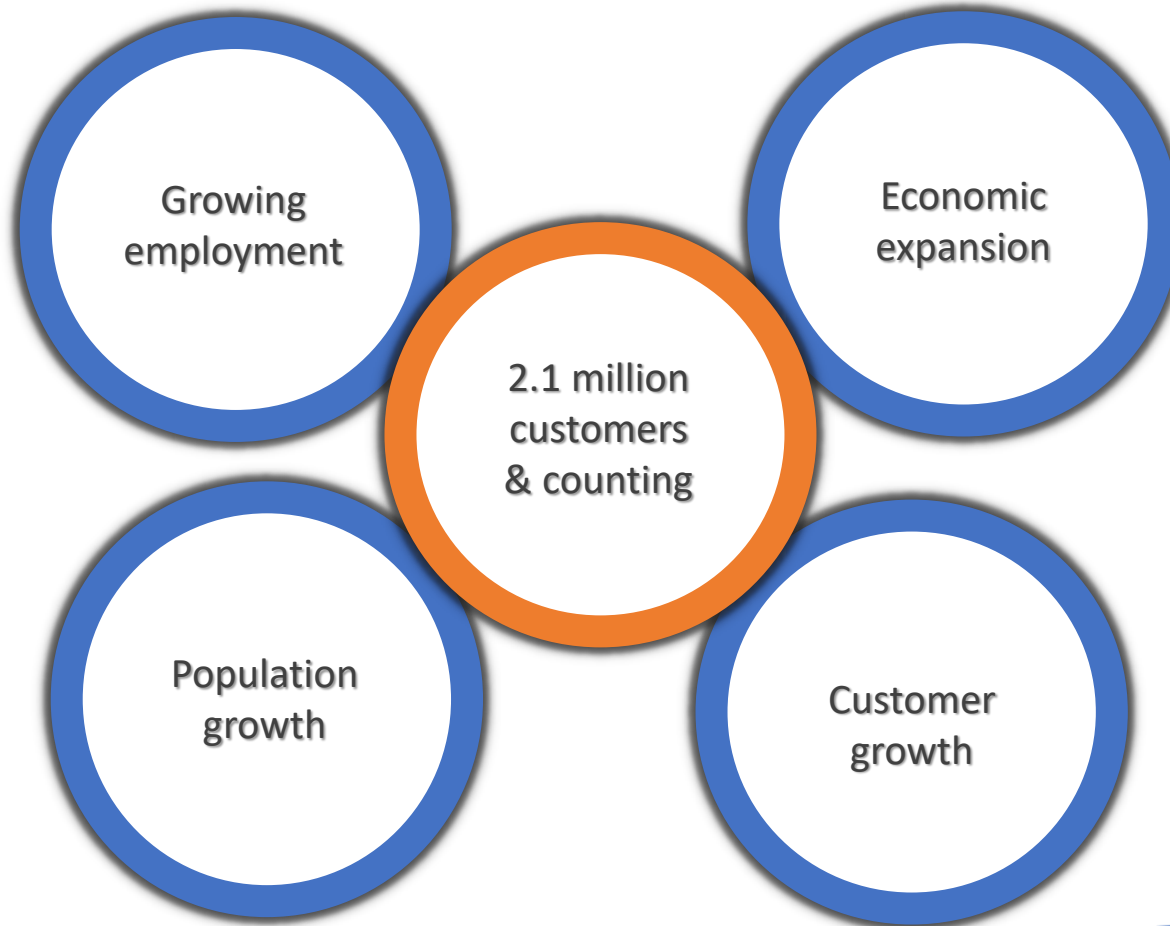 Growing
employment
Economic
expansion
2.1 million
customers
& counting
Population
growth
Customer
growth